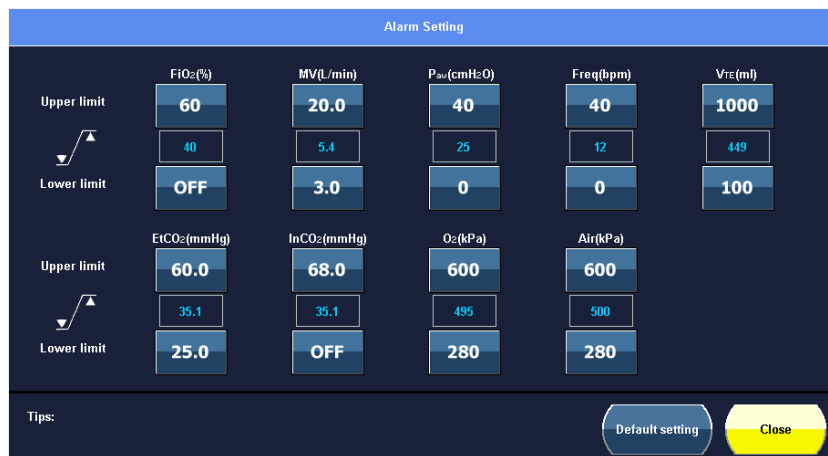 Alarm Setting
FiO₂(%) MV(L/min) Paw(cmH₂O) Freq(bpm) VTE(ml)
Upper limit 60 20.0 40 40 1000
40 5.4 25 12 449
Lower limit OFF 3.0 0 0 100
EtCO₂(mmHg) InCO₂(mmHg) O₂(kPa) Air(kPa)
Upper limit 60.0 68.0 600 600
35.1 35.1 495 500
Lower limit 25.0 OFF 280 280
Tips: Default setting Close